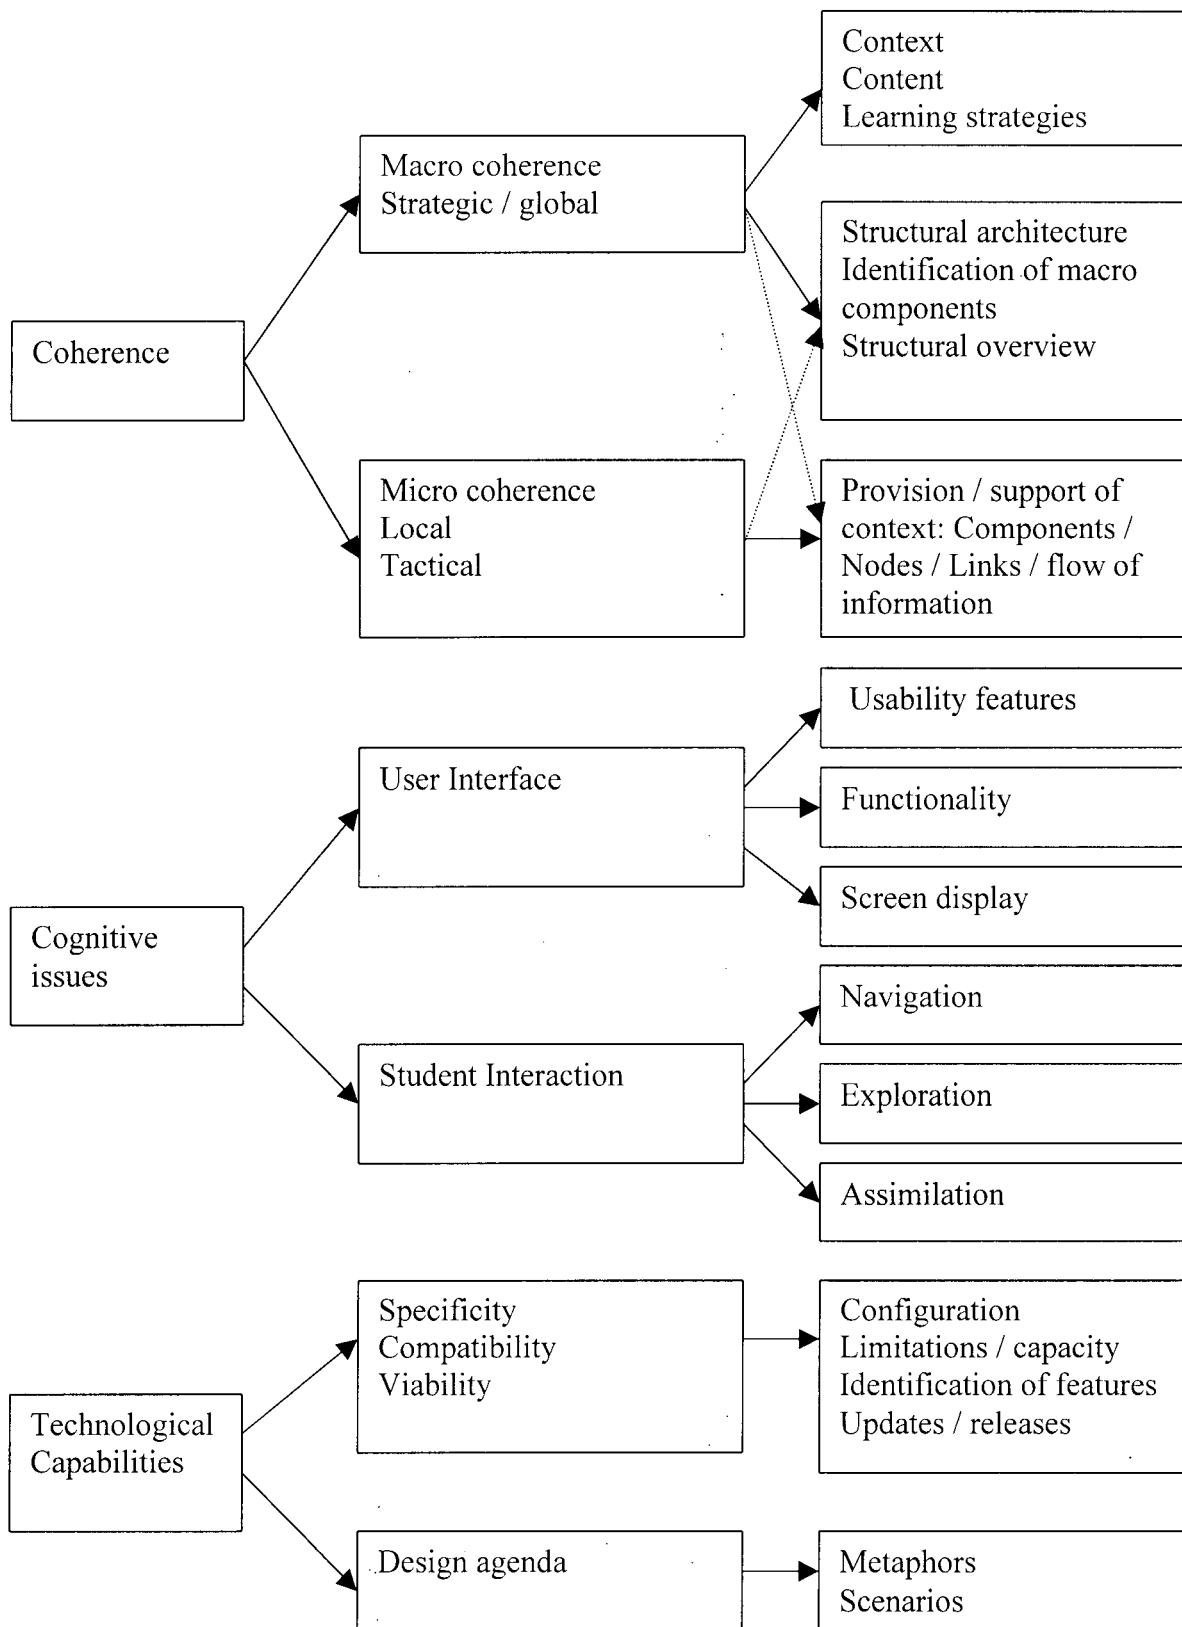 Context
Content
Learning strategies
Macro coherence
Strategic / global
Structural architecture
Identification of macro
components
Structural overview
Coherence
Micro coherence
Local
Tactical
Provision / support of
context: Components /
Nodes / Links / flow of
information
Usability features
User Interface
Functionality
Screen display
Cognitive
issues
Navigation
Student Interaction
Exploration
Assimilation
Specificity
Compatibility
Viability
Configuration
Limitations / capacity
Identification of features
Updates / releases
Technological
Capabilities
Design agenda
Metaphors
Scenarios